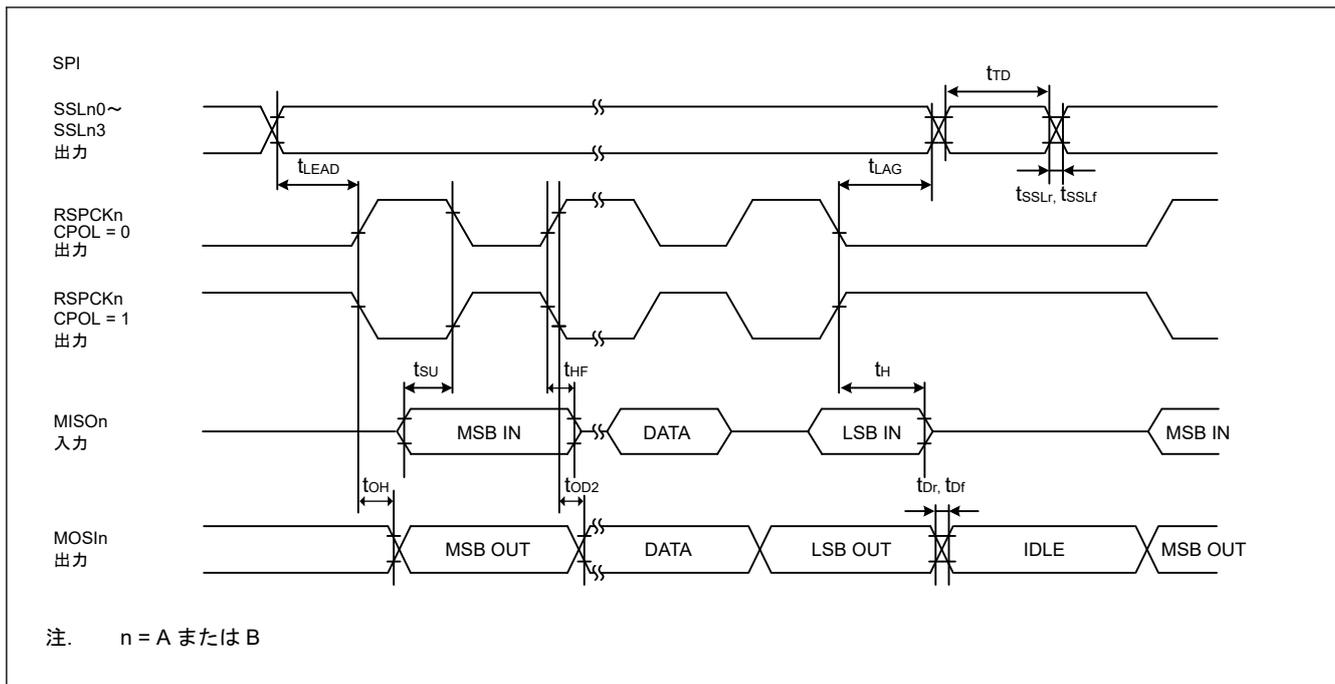 SPI
SSLn0～
SSLn3
出力
tTD
tLEAD
tLAG
tSSLr, tSSLf
RSPCKn
CPOL = 0
出力
RSPCKn
CPOL = 1
出力
tSU
tHF
tH
MISOn
入力
MSB IN
DATA
LSB IN
MSB IN
tOH
tOD2
tDr, tDf
MOSIn
出力
MSB OUT
DATA
LSB OUT
IDLE
MSB OUT
注. n = A または B